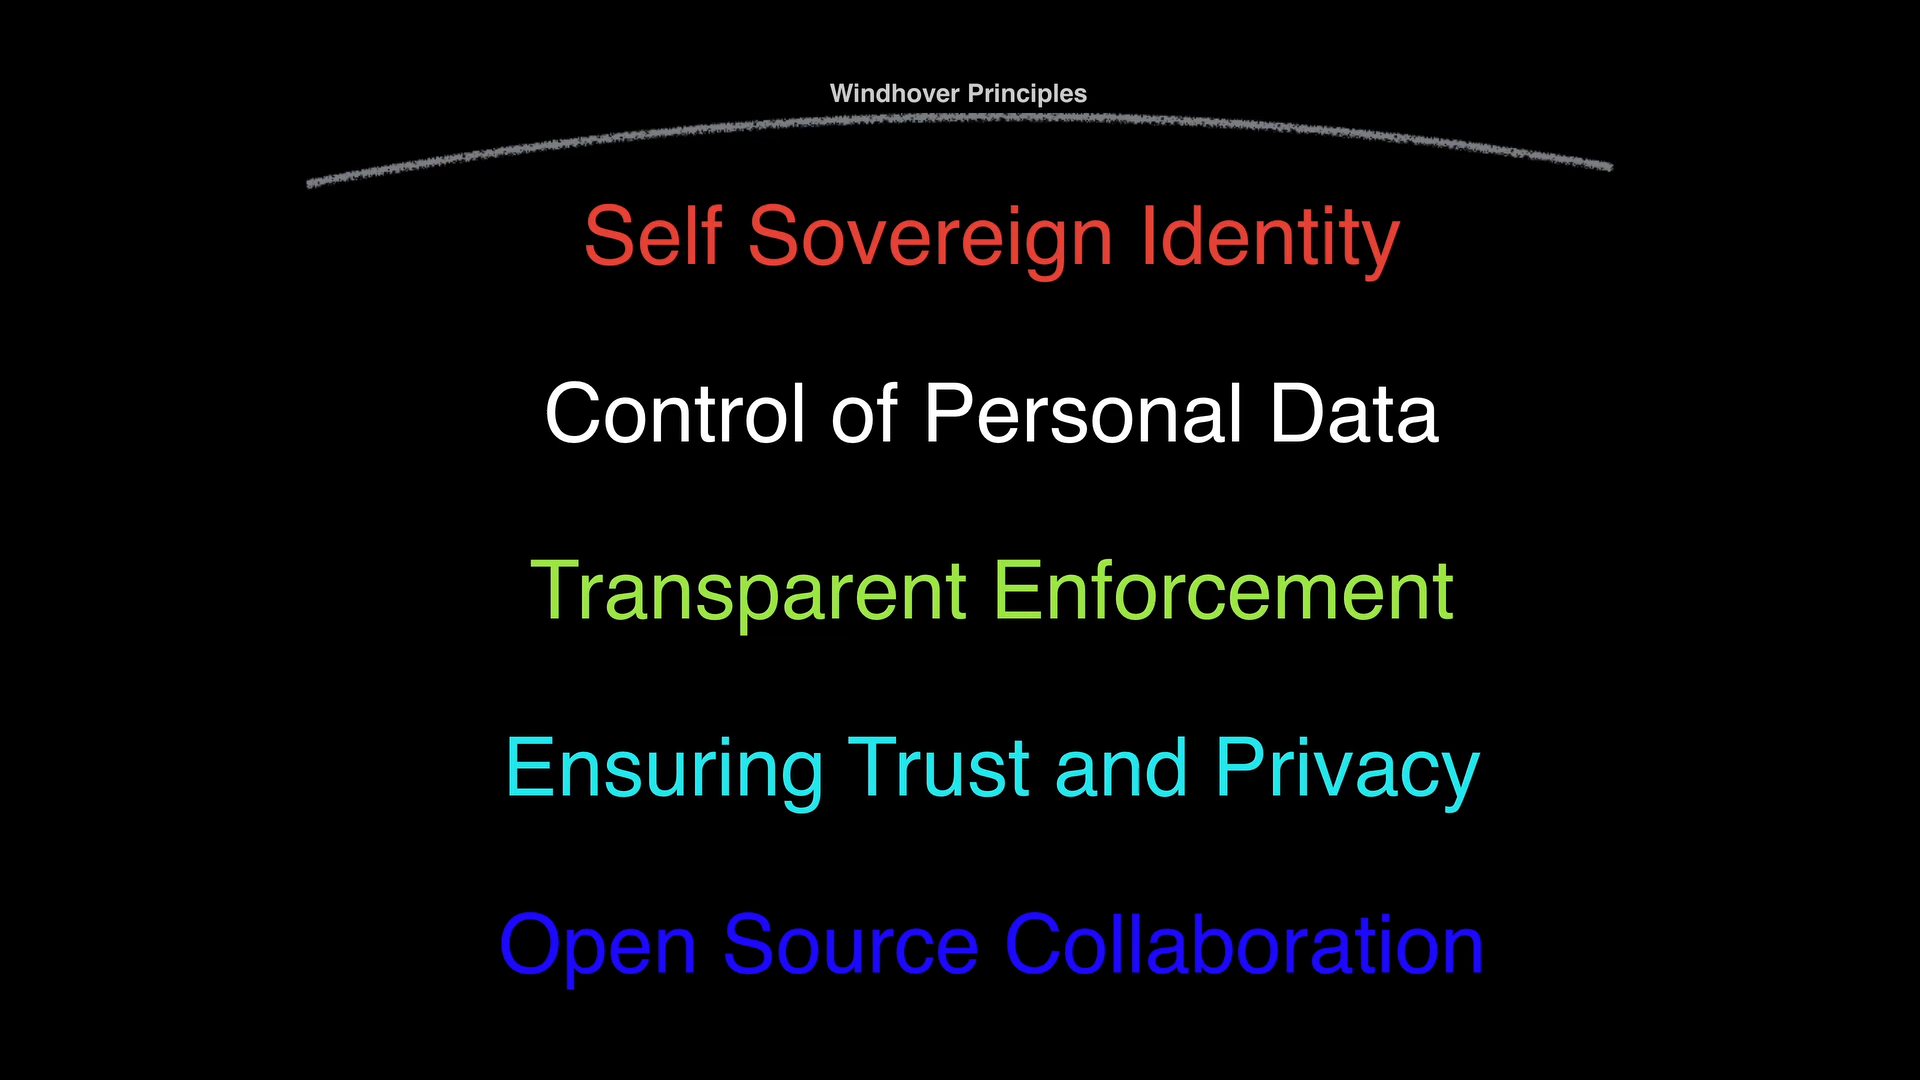 Windhover Principles
Self Sovereign Identity
Control of Personal Data
Transparent Enforcement
Ensuring Trust and Privacy
Open Source Collaboration